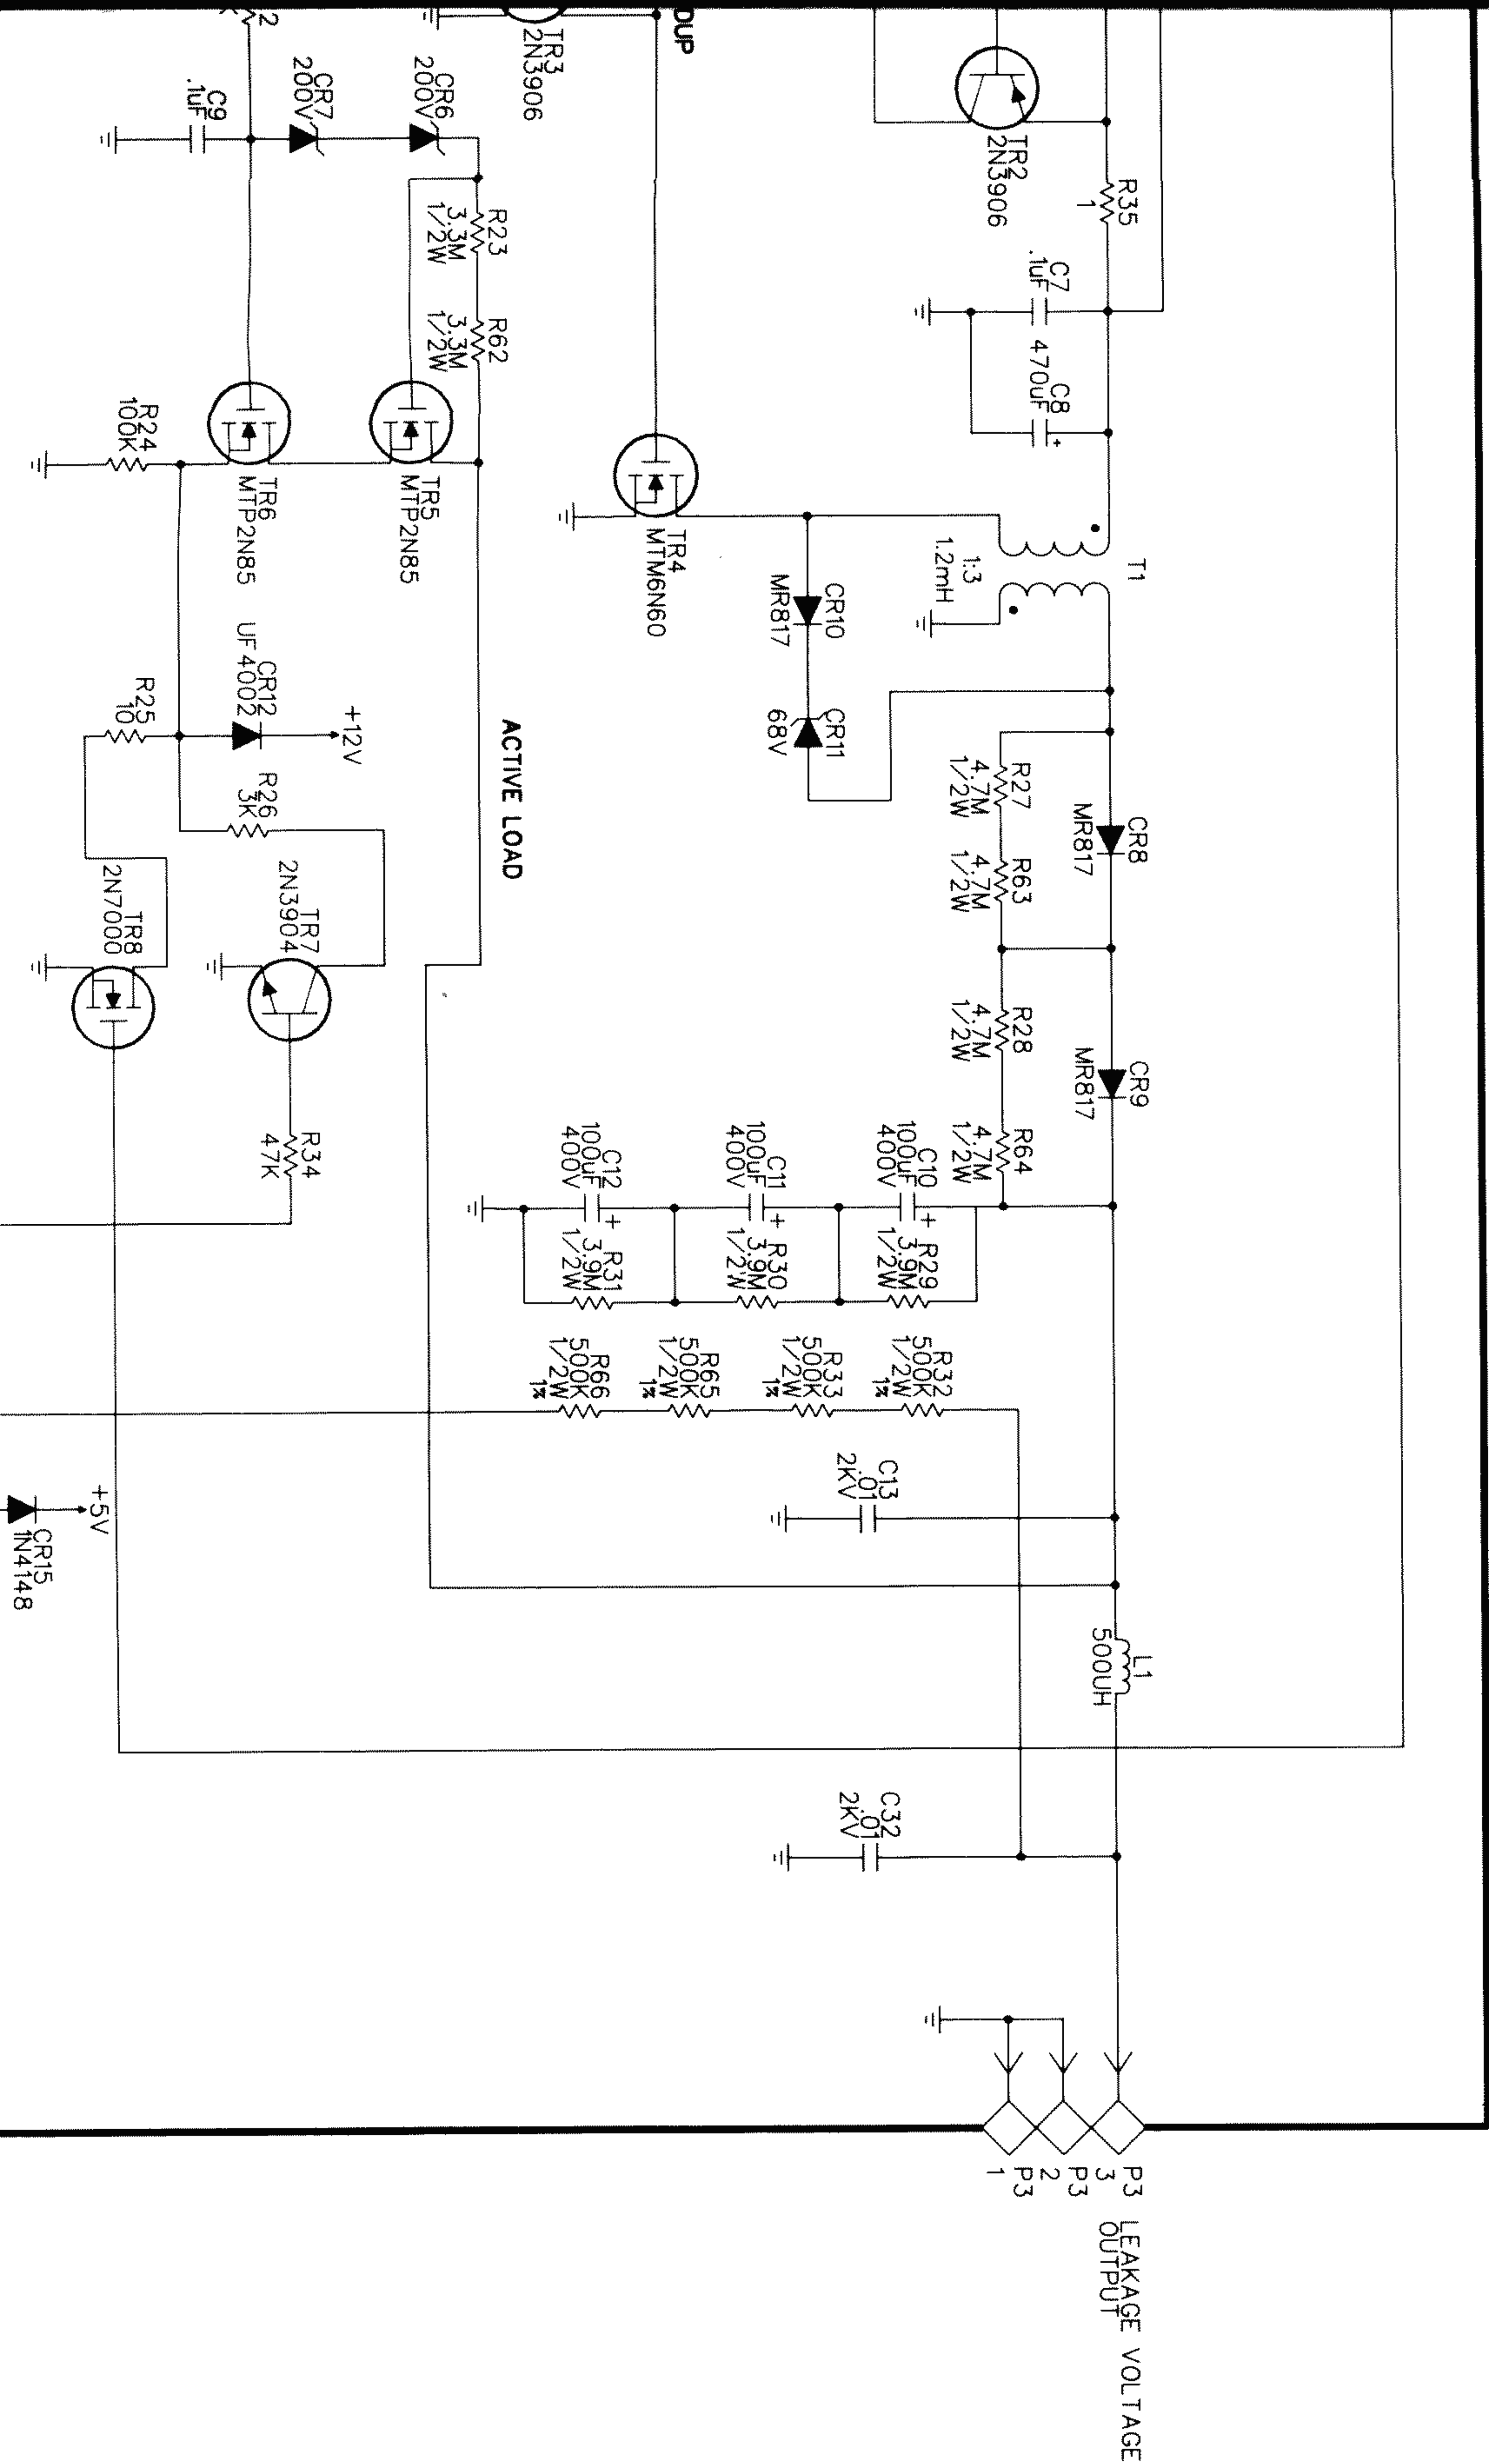 DUP
2
TR3
2N3906
TR2
2N3906
R35
1
C7
.1uF
C8
470uF
T1
1:3
1.2mH
TR4
MTM6N60
CR10
MR817
CR11
68V
R27
4.7M
1/2W
R63
4.7M
1/2W
CR8
MR817
R28
4.7M
1/2W
R64
4.7M
1/2W
CR9
MR817
CR6
200V
CR7
200V
C9
.1uF
R23
3.3M
1/2W
R62
3.3M
1/2W
TR5
MTP2N85
TR6
MTP2N85
R24
100K
ACTIVE LOAD
+12V
CR12
UF4002
R25
10
R26
3K
TR7
2N3904
TR8
2N7000
R34
47K
C10
100uF
400V
+
C11
100uF
400V
+
C12
100uF
400V
+
R29
3.9M
1/2W
R30
3.9M
1/2W
R31
3.9M
1/2W
R32
500K
1/2W
1%
R33
500K
1/2W
1%
R65
500K
1/2W
1%
R66
500K
1/2W
1%
C13
.01
2KV
+5V
CR15
1N4148
L1
500UH
C32
.01
2KV
P3
3
P3
2
P3
1
LEAKAGE VOLTAGE
OUTPUT